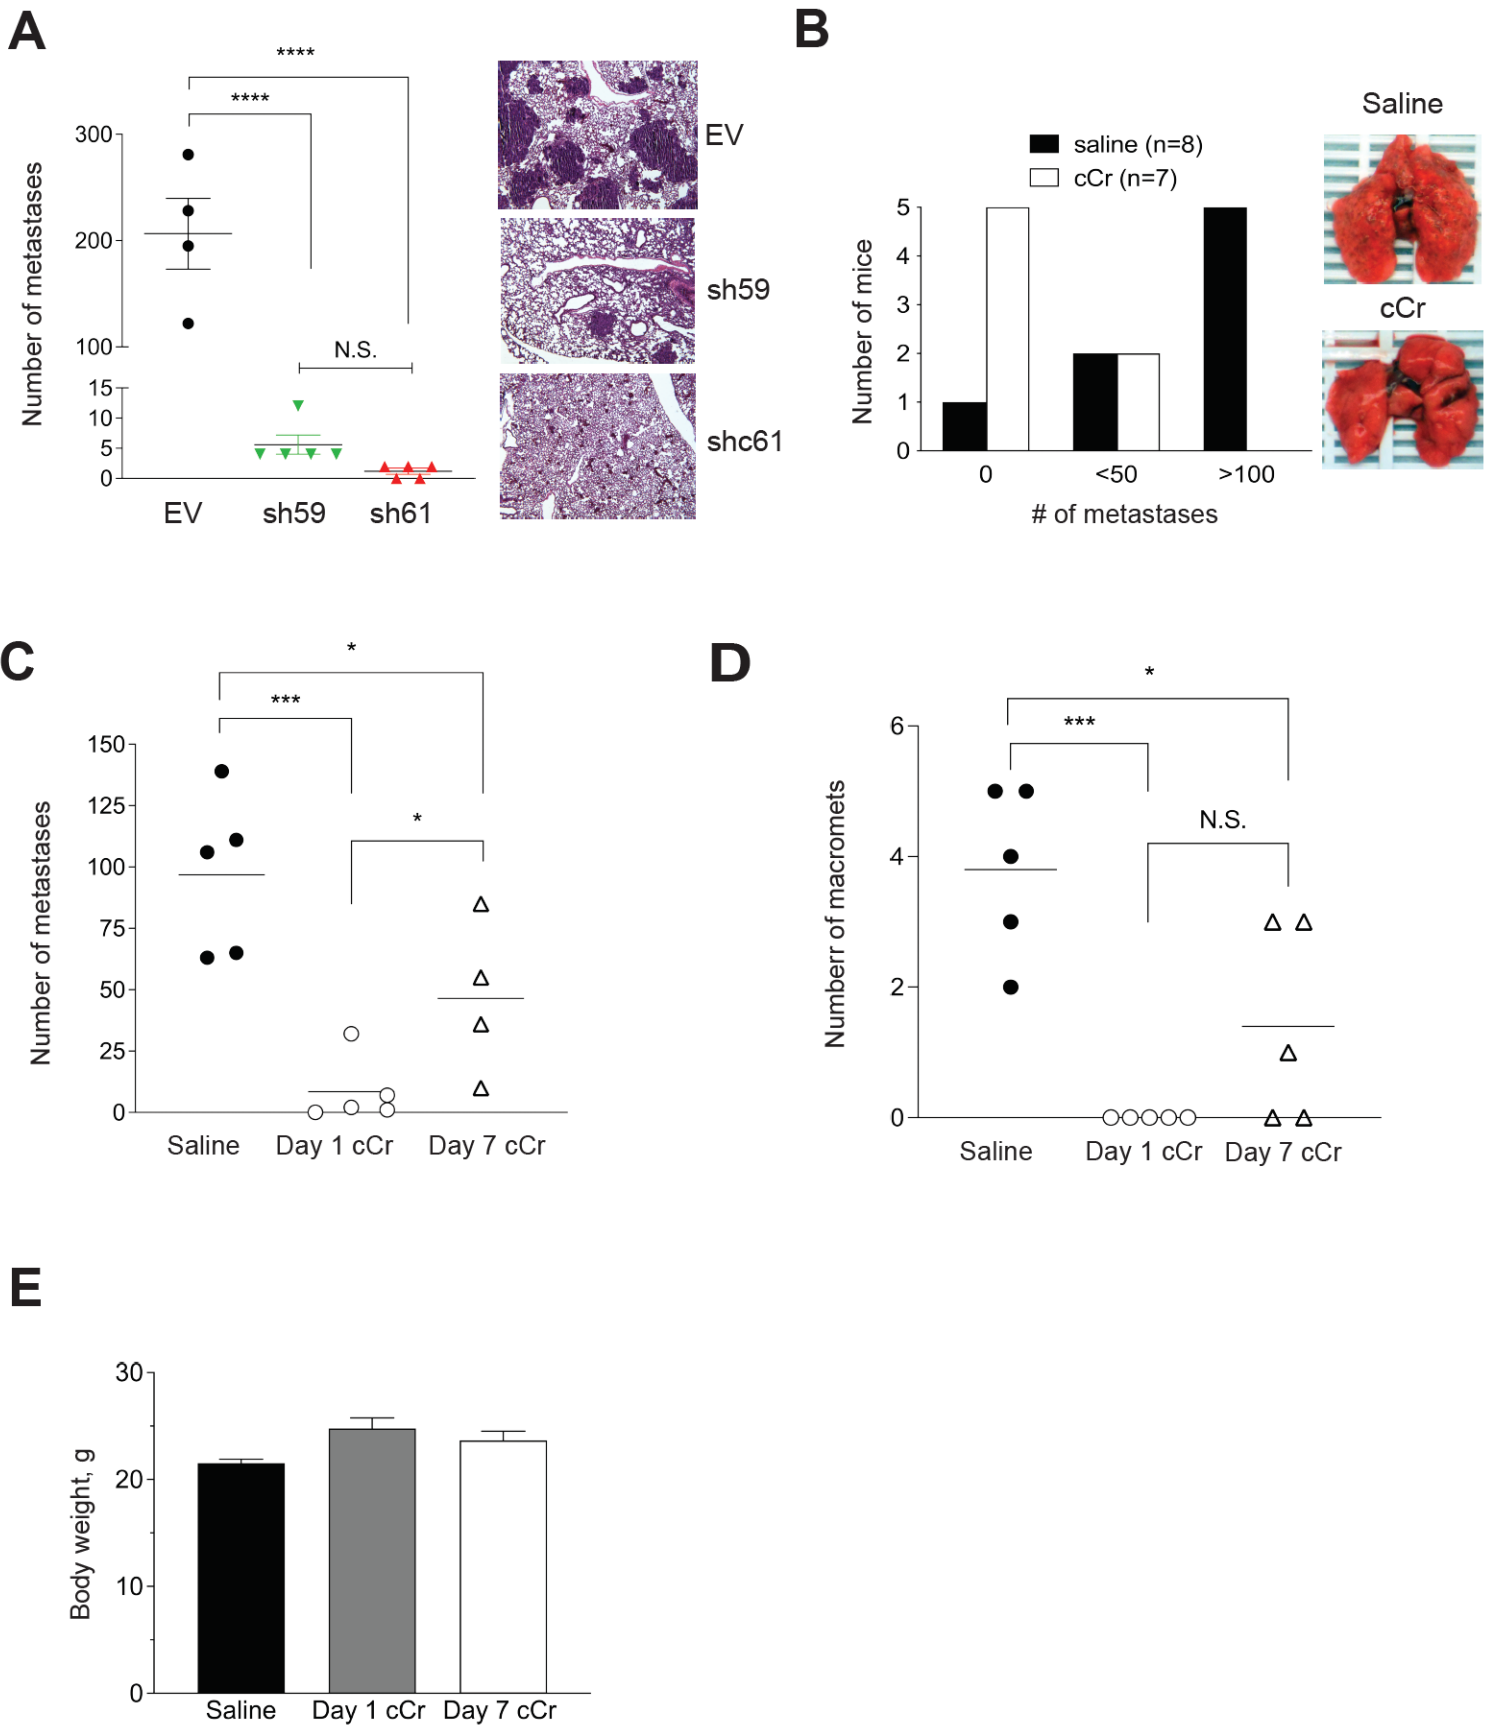 A
****
****
300
200
100
N.S.
15
10
5
0
Number of metastases
EV
sh59
sh61
EV
sh59
shc61
B
saline (n=8)
cCr (n=7)
5
4
3
2
1
0
Number of mice
0
<50
>100
# of metastases
Saline
cCr
C
*
***
*
150
125
100
75
50
25
0
Number of metastases
Saline
Day 1 cCr
Day 7 cCr
D
*
***
N.S.
6
4
2
0
Numberr of macromets
Saline
Day 1 cCr
Day 7 cCr
E
30
20
10
0
Body weight, g
Saline
Day 1 cCr
Day 7 cCr